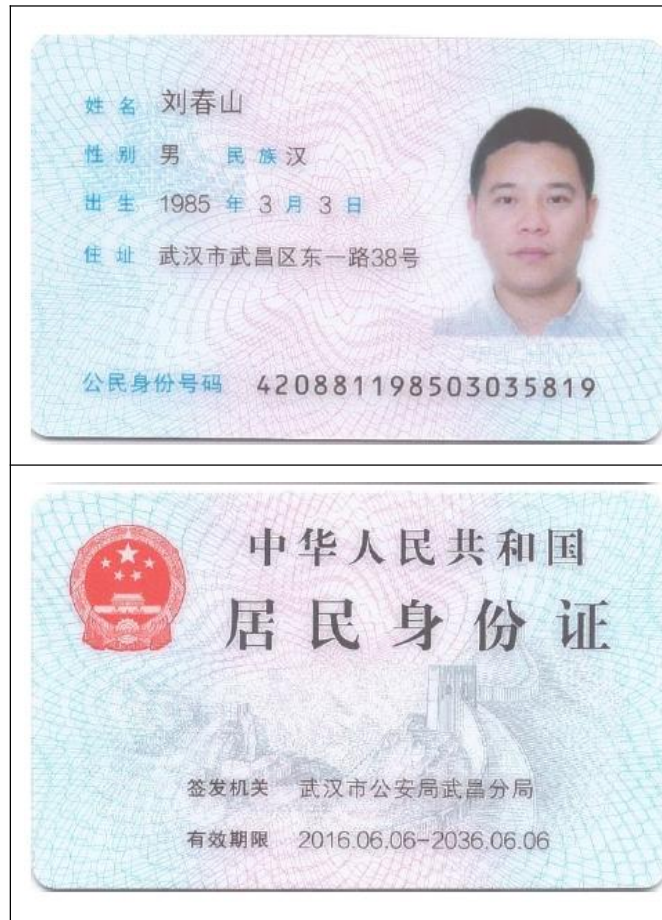 姓名 刘春山
性别 男 民族 汉
出生 1985 年 3 月 3 日
住址 武汉市武昌区东一路38号
公民身份号码 420881198503035819
中华人民共和国
居民身份证
签发机关 武汉市公安局武昌分局
有效期限 2016.06.06-2036.06.06